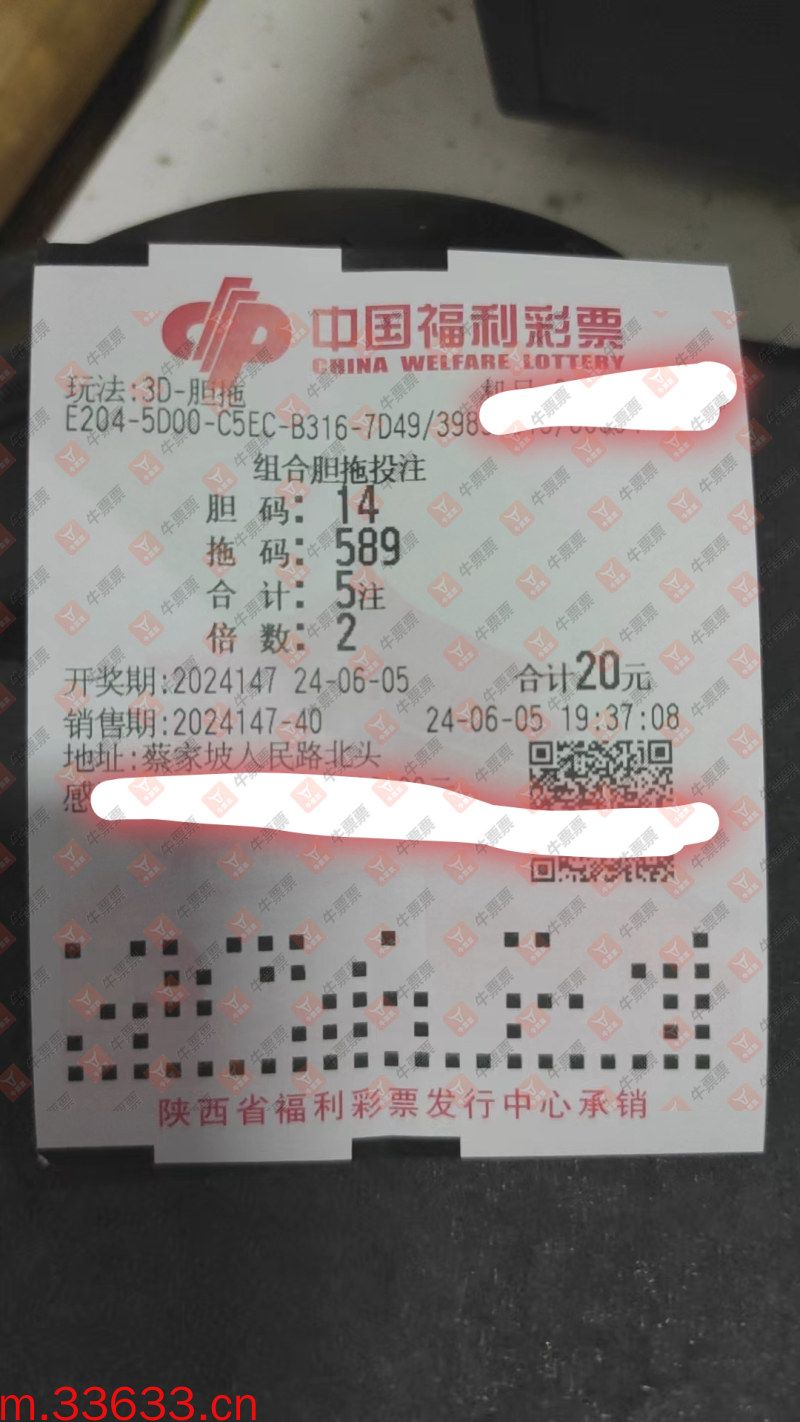 中国福利彩票
CHINA WELFARE LOTTERY
玩法:3D-胆拖
E204-5D00-C5EC-B316-7D49/398
组合胆拖投注
胆 码: 14
拖 码: 589
合 计: 5注
倍 数: 2
开奖期:2024147 24-06-05 合计20元
销售期:2024147-40 24-06-05 19:37:08
地址:蔡家坡人民路北头
感
陕西省福利彩票发行中心承销
牛票票
m.33633.cn